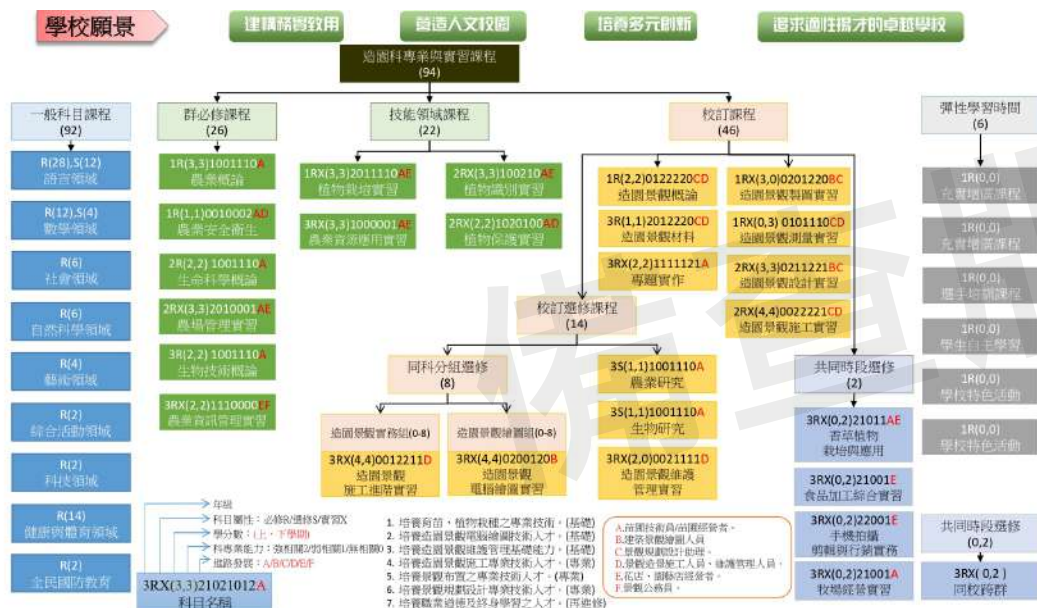 學校願景
建構務實致用
營造人文校園
培養多元創新
追求適性揚才的卓越學校
造園科專業與實習課程
(94)
一般科目課程
(92)
R(28),S(12)
語言領域
R(12),S(4)
數學領域
R(6)
社會領域
R(6)
自然科學領域
R(4)
藝術領域
R(2)
綜合活動領域
R(2)
科技領域
R(14)
健康與體育領域
R(2)
全民國防教育
群必修課程
(26)
1R(3,3)1001110A
農業概論
1R(1,1)0010002AD
農業安全衛生
2R(2,2) 1001110A
生命科學概論
2RX(3,3)2010001AE
農場管理實習
3R(2,2) 1001110A
生物技術概論
3RX(2,2)1110000EF
農業資訊管理實習
技能領域課程
(22)
1RX(3,3)2011110AE
植物栽培實習
2RX(3,3)100210AE
植物識別實習
3RX(3,3)1000001AE
農業資源應用實習
2RX(2,2)1020100AD
植物保護實習
校訂課程
(46)
1R(2,2)0122220CD
造園景觀概論
1RX(3,0)0201220BC
造園景觀製圖實習
3R(1,1)2012220CD
造園景觀材料
1RX(0,3) 0101110CD
造園景觀測量實習
3RX(2,2)1111121A
專題實作
2RX(3,3)0211221BC
造園景觀設計實習
2RX(4,4)0022221CD
造園景觀施工實習
校訂選修課程
(14)
同科分組選修
(8)
造園景觀實務組(0-8)
3RX(4,4)0012211D
造園景觀
施工進階實習
造園景觀繪圖組(0-8)
3RX(4,4)0200120B
造園景觀
電腦繪圖實習
3S(1,1)1001110A
農業研究
3S(1,1)1001110A
生物研究
3RX(2,0)0021111D
造園景觀維護
管理實習
共同時段選修
(2)
3RX(0,2)21011AE
香草植物
栽培與應用
3RX(0,2)21001E
食品加工綜合實習
3RX(0,2)22001E
手機拍攝
剪輯與行銷實務
3RX(0,2)21001A
牧場經營實習
彈性學習時間
(6)
1R(0,0)
充實增廣課程
1R(0,0)
充實增廣課程
1R(0,0)
選手培訓課程
1R(0,0)
學生自主學習
1R(0,0)
學校特色活動
1R(0,0)
學校特色活動
共同時段選修
(0,2)
3RX( 0,2)
同校跨群
年級
科目屬性：必修R/選修S/實習X
學分數：(上，下學期)
科專業能力：強相關2/弱相關1/無相關0
進路發展：A/B/C/D/E/F
3RX(3,3)21021012A
科目名稱
1. 培養育苗，植物栽種之專業技術。(基礎)
2. 培養造園景觀電腦繪圖技術人才。(基礎)
3. 培養造園景觀維護管理基礎能力。(基礎)
4. 培養造園景觀施工專業技術人才。(專業)
5. 培養景觀布置之專業技術人才。(專業)
6. 培養景觀規劃設計專業技術人才。(專業)
7. 培養職業道德及終身學習之人才。(再進修)
A.苗圃技術員/苗圃經營者。
B.建築景觀繪圖人員
C.景觀規劃設計助理。
D.景觀造景施工人員、維護管理人員。
E.花店、園藝店經營者。
F.景觀公務員。
備查版